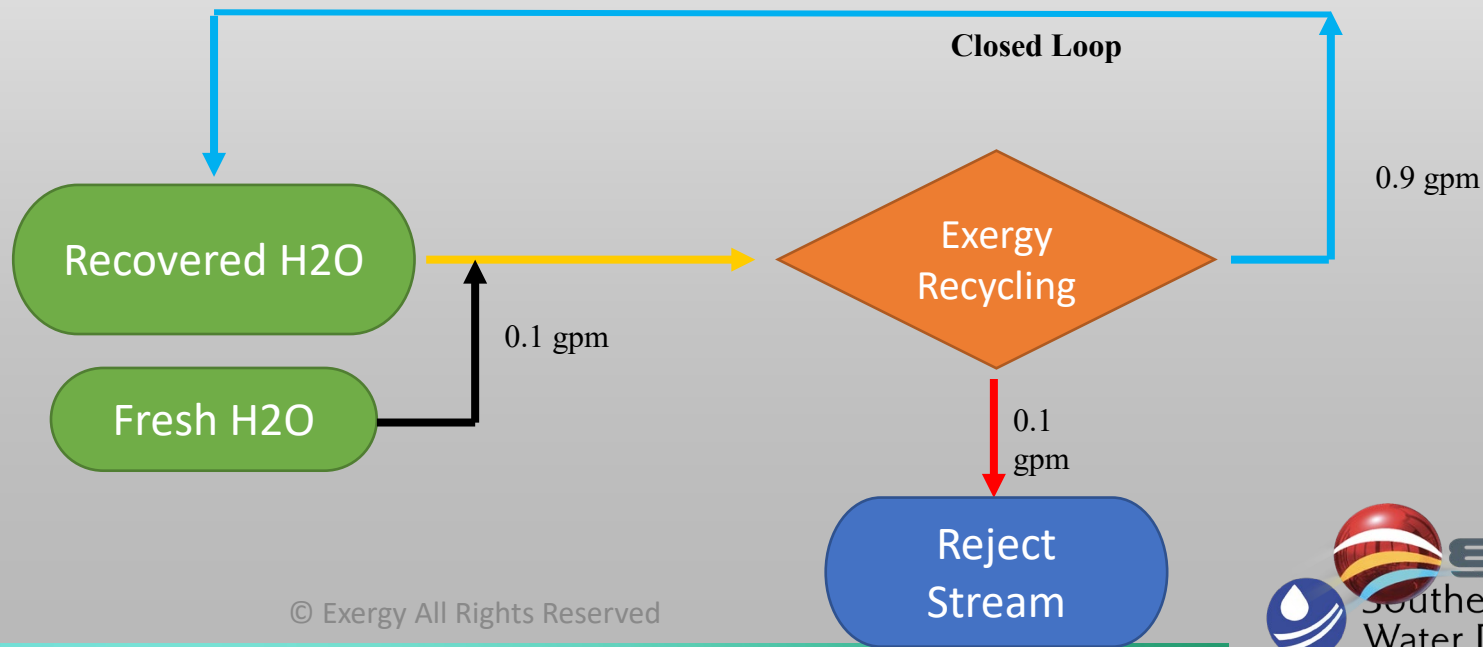 Closed Loop
0.9 gpm
Recovered H2O
Exergy
Recycling
0.1 gpm
Fresh H2O
0.1
gpm
Reject
Stream
© Exergy All Rights Reserved
Water